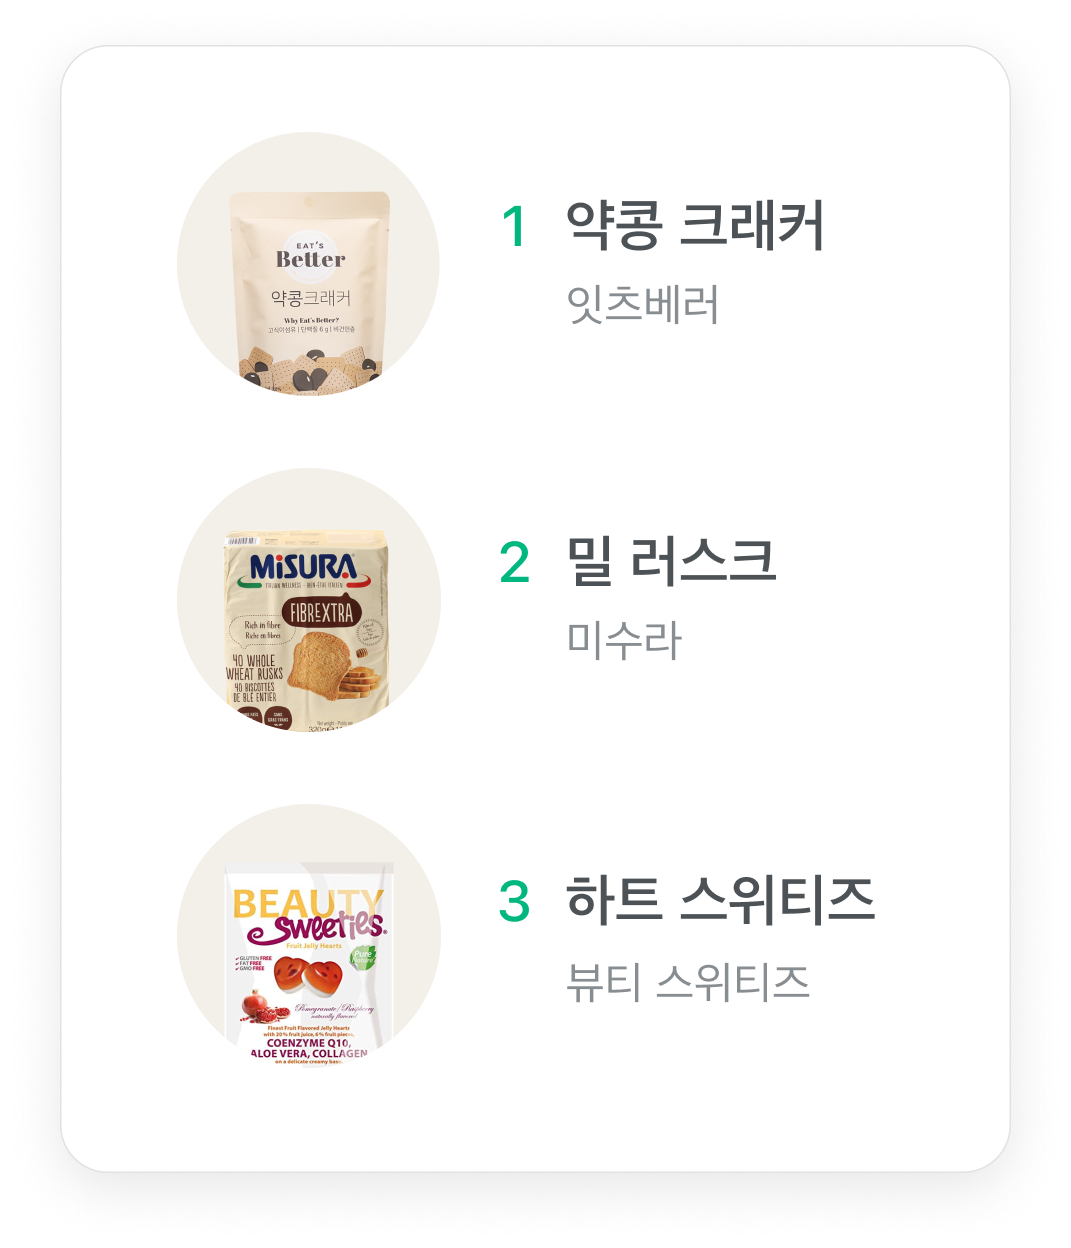 EAT'S
Better
약콩크래커
Why Eat's Better?
고식이섬유 | 단백질 6 g | 비건인증
1 약콩 크래커
잇츠베러
MiSURA
ITALIAN WELLNESS - BIEN-ÊTRE ITALIEN
FIBREXTRA
Rich in fibre
Riche en fibres
40 WHOLE
WHEAT RUSKS
40 BISCOTTES
DE BLÉ ENTIER
320g
2 밀 러스크
미수라
BEAUTY
Sweeties
Fruit Jelly Hearts
GLUTEN FREE
FAT FREE
GMO FREE
Pure
Nature
Pomegranate/Raspberry
naturally flavored
Finest Fruit Flavored Jelly Hearts
with 20% fruit juice, 6% fruit pieces,
COENZYME Q10,
ALOE VERA, COLLAGEN
on a delicate creamy base.
3 하트 스위티즈
뷰티 스위티즈